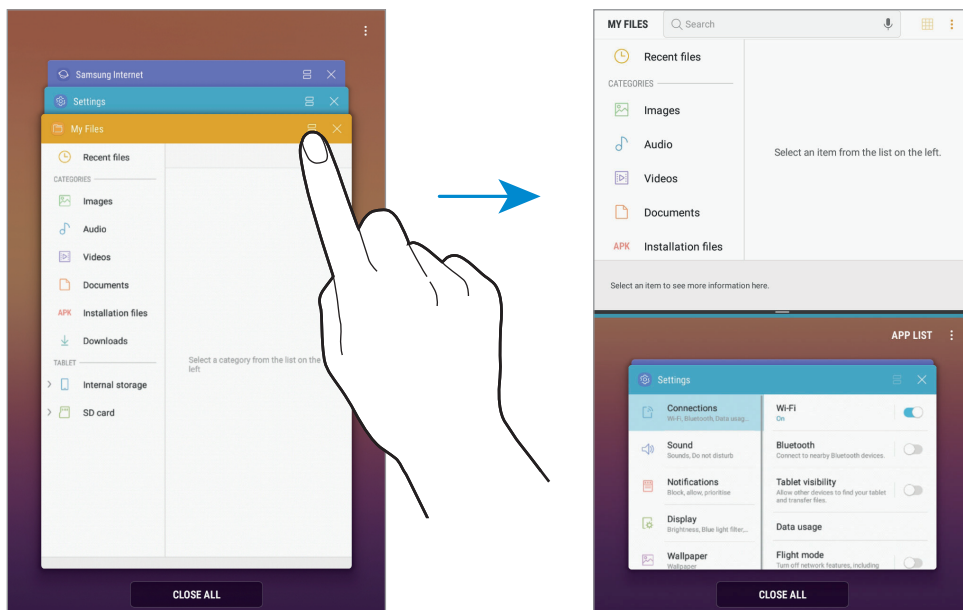 Samsung Internet
Settings
My Files
Recent files
CATEGORIES
Images
Audio
Videos
Documents
APK Installation files
Downloads
TABLET
Internal storage
SD card
Select a category from the list on the
left
CLOSE ALL
MY FILES
Search
Recent files
CATEGORIES
Images
Audio
Videos
Documents
APK Installation files
Select an item from the list on the left.
Select an item to see more information here.
APP LIST
Settings
Connections
Wi-Fi, Bluetooth, Data usag...
Sound
Sounds, Do not disturb
Notifications
Block, allow, prioritise
Display
Brightness, Blue light filter,...
Wallpaper
Wallpaper
Wi-Fi
On
Bluetooth
Connect to nearby Bluetooth devices.
Tablet visibility
Allow other devices to find your tablet
and transfer files.
Data usage
Flight mode
Turn off network features, including
CLOSE ALL